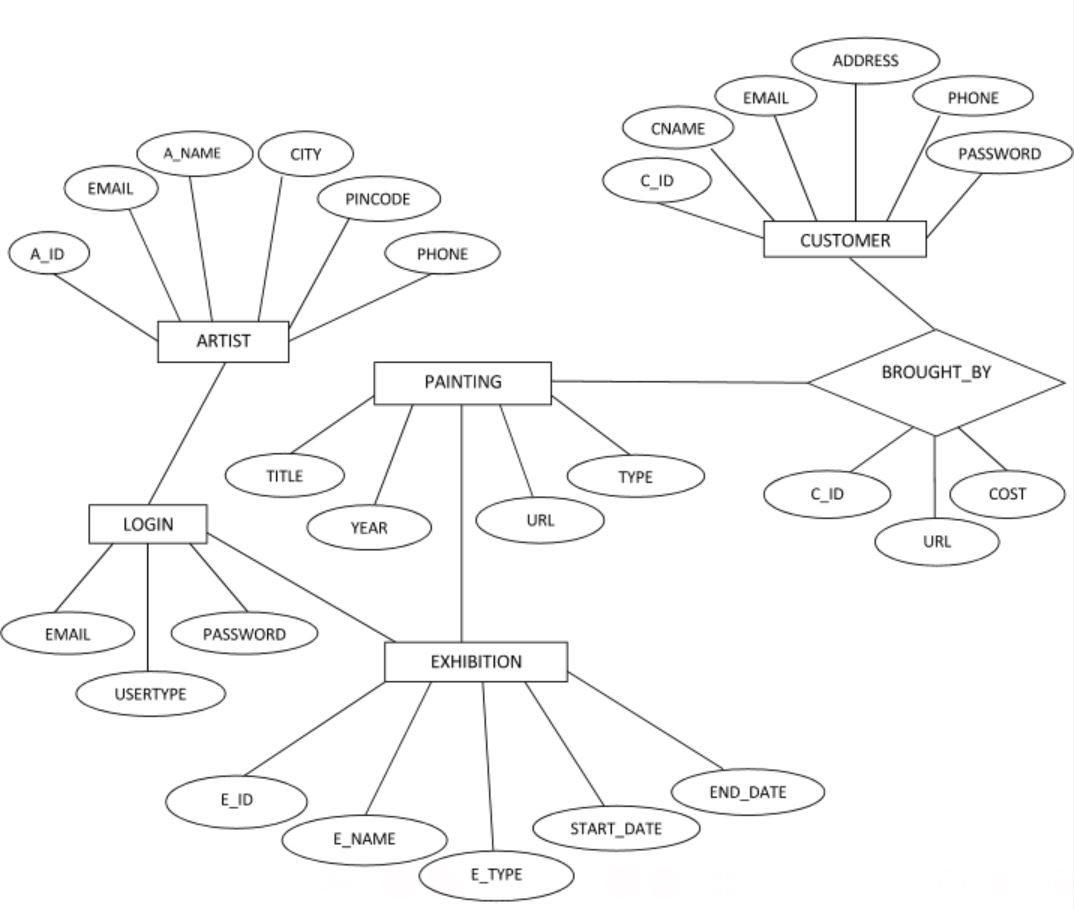 ADDRESS
EMAIL
PHONE
CNAME
PASSWORD
C_ID
CUSTOMER
A_NAME
CITY
EMAIL
PINCODE
A_ID
PHONE
ARTIST
PAINTING
BROUGHT_BY
TITLE
TYPE
YEAR
URL
C_ID
COST
URL
LOGIN
EMAIL
PASSWORD
USERTYPE
EXHIBITION
E_ID
END_DATE
E_NAME
START_DATE
E_TYPE